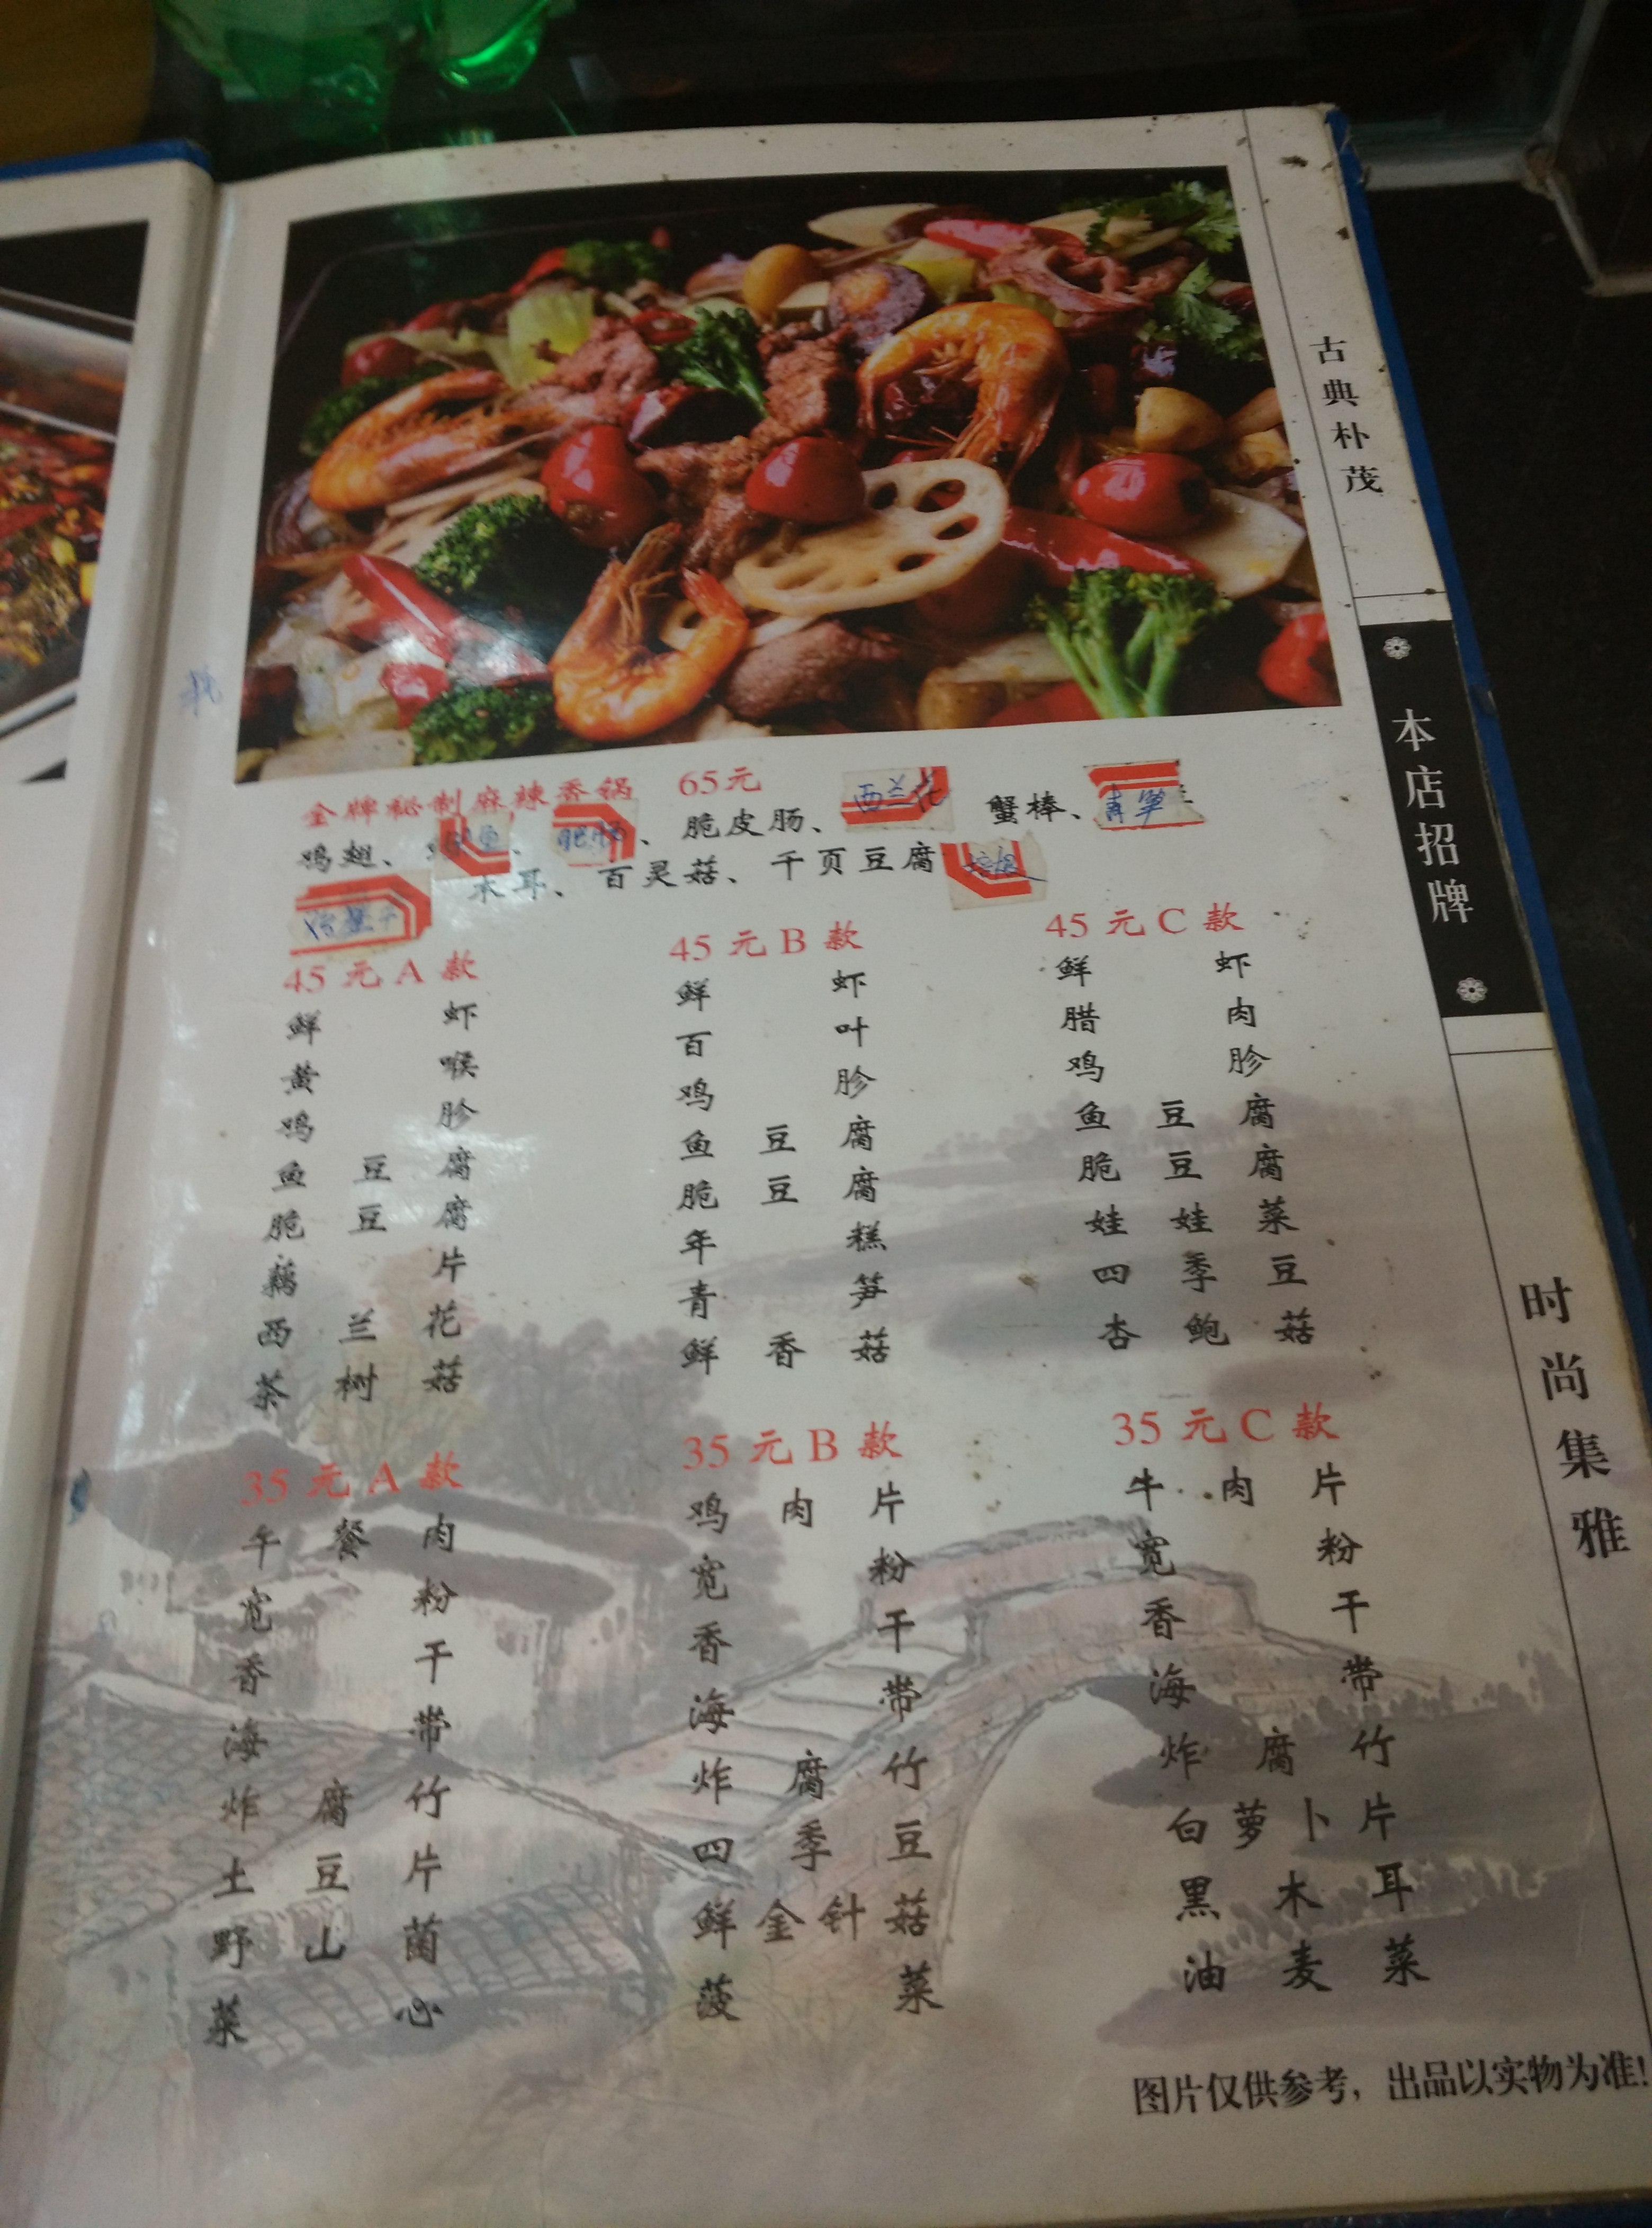 金牌秘制麻辣香锅 65元
鸡翅、 肥肠、脆皮肠、西兰花 蟹棒、青笋
木耳、百灵菇、千页豆腐
45元A款
鲜虾
黄喉
鸡胗
鱼豆腐
脆豆腐
藕片
西兰花
茶树菇
45元B款
鲜虾
百叶
鸡胗
鱼豆腐
脆豆腐
年糕
青笋
鲜香菇
45元C款
鲜虾
腊肉
鸡胗
鱼豆腐
脆豆腐
娃娃菜
四季豆
杏鲍菇
35元A款
午餐肉
宽粉
香干
海带
炸腐竹
土豆片
野山菌
菜心
35元B款
鸡肉片
宽粉
香干
海带
炸腐竹
四季豆
鲜金针菇
菠菜
35元C款
牛肉片
宽粉
香干
海带
炸腐竹
白萝卜片
黑木耳
油麦菜
图片仅供参考，出品以实物为准！
古典朴茂
本店招牌
时尚集雅